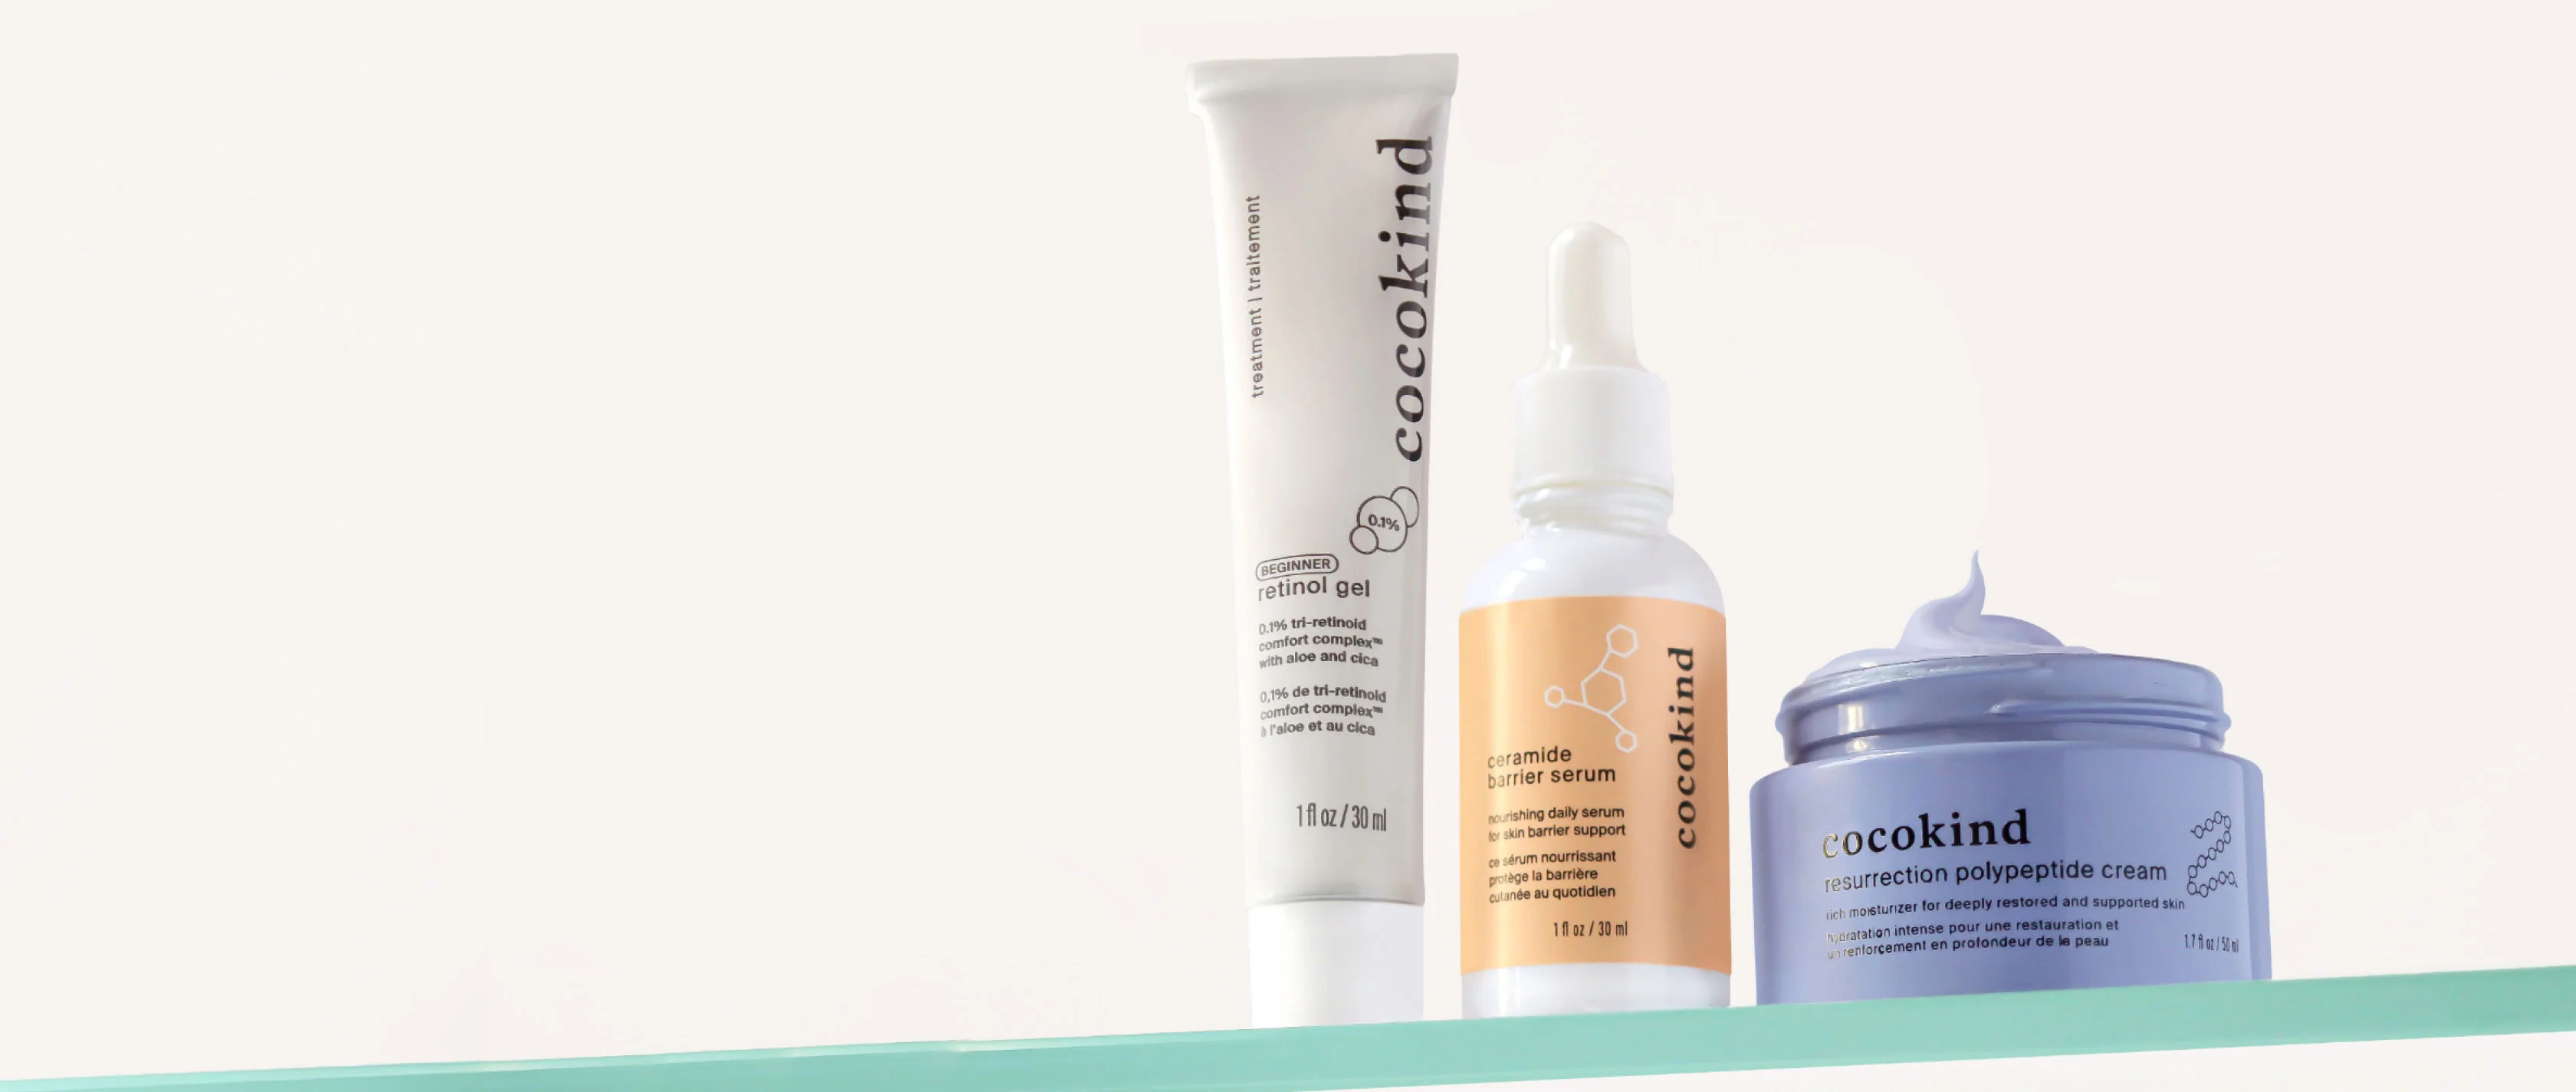 treatment | traitement
cocokind
0.1%
BEGINNER
retinol gel
0.1% tri-retinoid
comfort complex™
with aloe and cica
0,1% de tri-retinoid
comfort complex™
à l'aloe et au cica
1 fl oz / 30 ml
ceramide
barrier serum
cocokind
nourishing daily serum
for skin barrier support
ce sérum nourrissant
protège la barrière
cutanée au quotidien
1 fl oz / 30 ml
cocokind
resurrection polypeptide cream
rich moisturizer for deeply restored and supported skin
hydratation intense pour une restauration et
un renforçement en profondeur de la peau
1.7 fl oz / 50 ml